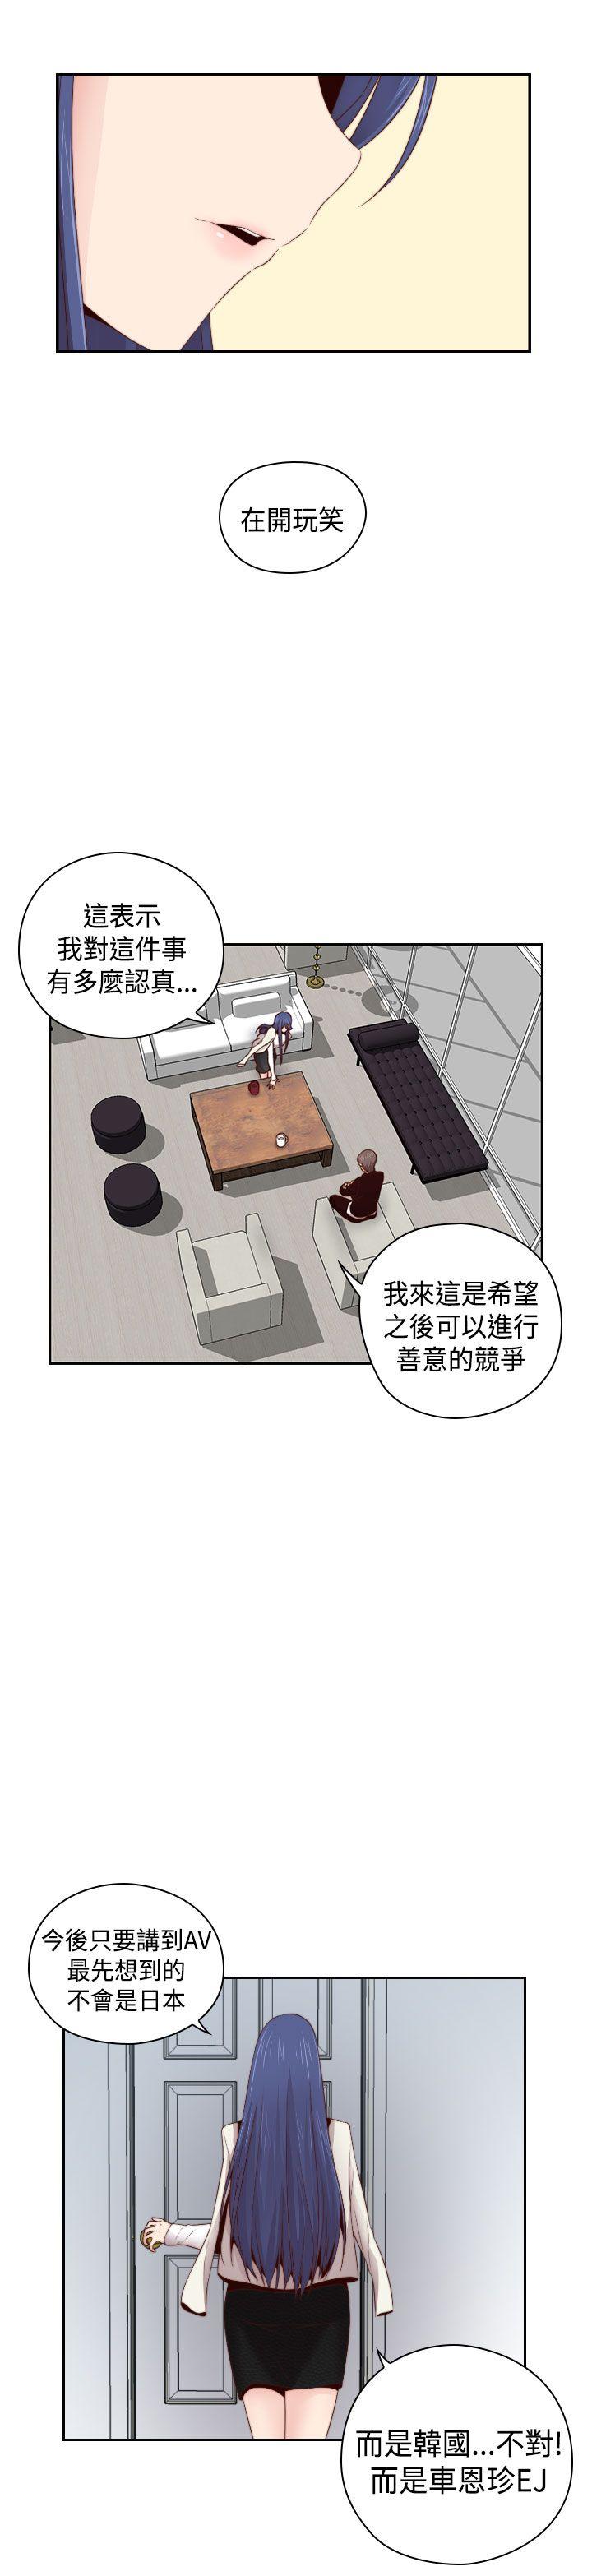 在開玩笑
這表示
我對這件事
有多麼認真...
我來這是希望
之後可以進行
善意的競爭
今後只要講到AV
最先想到的
不會是日本
而是韓國...不對!
而是車恩珍EJ